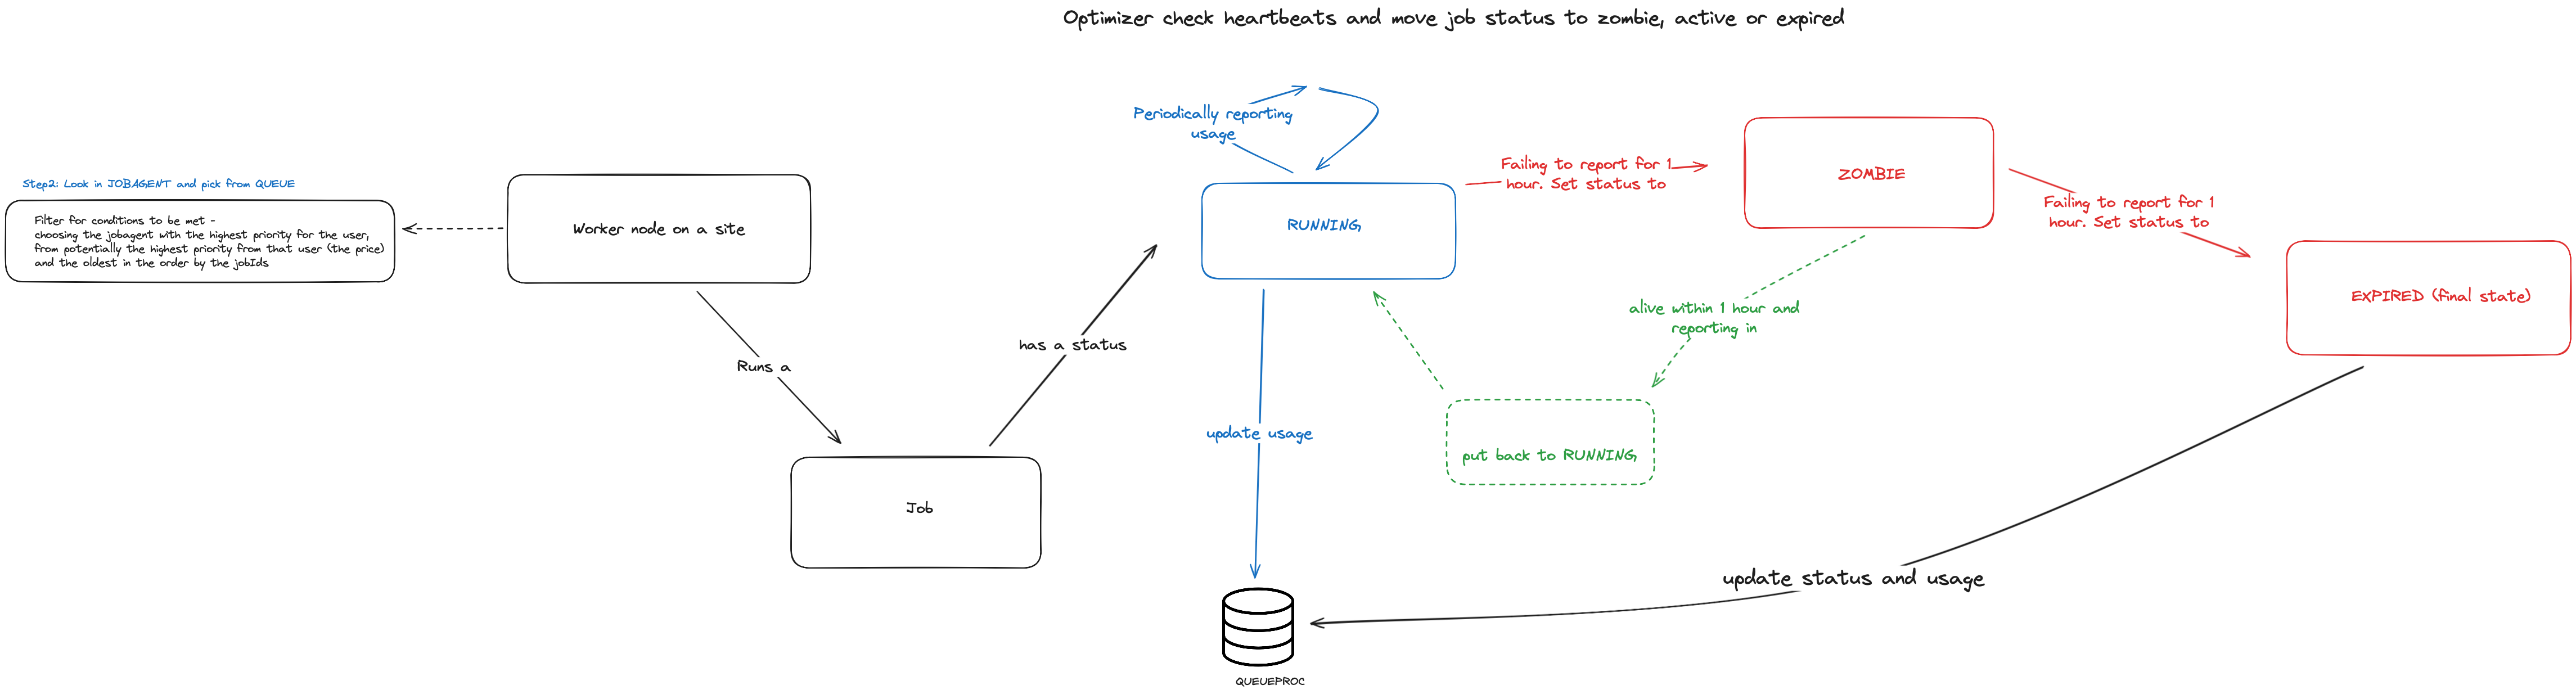 Optimizer check heartbeats and move job status to zombie, active or expired
Step2: Look in JOBAGENT and pick from QUEUE
Filter for conditions to be met -
choosing the jobagent with the highest priority for the user,
from potentially the highest priority from that user (the price)
and the oldest in the order by the jobIds
Worker node on a site
Runs a
Job
has a status
Periodically reporting
usage
RUNNING
update usage
QUEUEPROC
Failing to report for 1
hour. Set status to
ZOMBIE
alive within 1 hour and
reporting in
put back to RUNNING
Failing to report for 1
hour. Set status to
EXPIRED (final state)
update status and usage